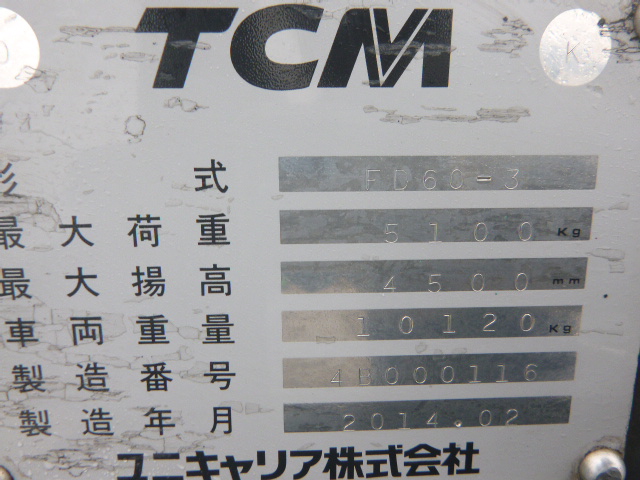 TCM
K
形式 FD60-3
最大荷重 5100 Kg
最大揚高 4500 mm
車両重量 10120 Kg
製造番号 4B000116
製造年月 2014.02
ユニキャリア株式会社